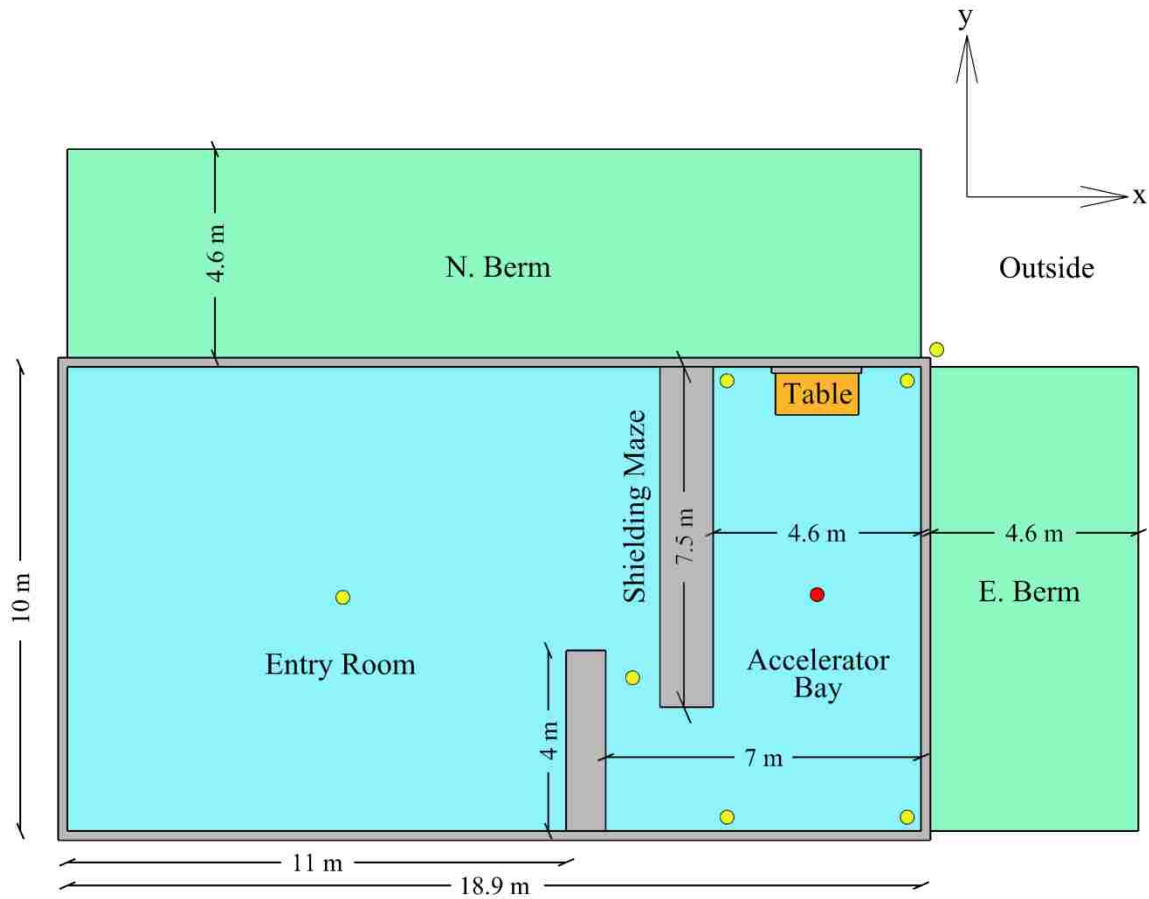 y
x
Outside
4.6 m
N. Berm
Table
Shielding Maze
7.5 m
4.6 m
4.6 m
10 m
E. Berm
Entry Room
Accelerator
Bay
4 m
7 m
11 m
18.9 m